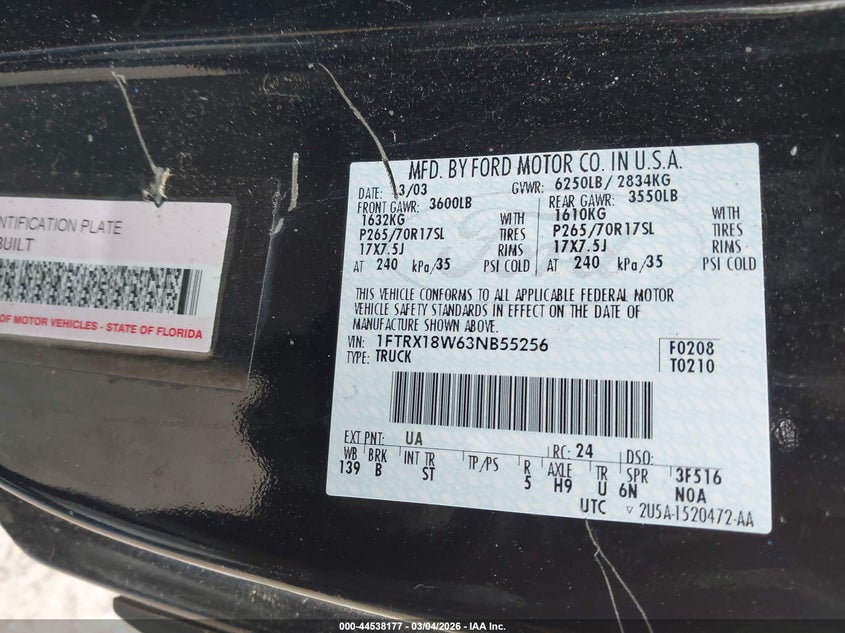 NTIFICATION PLATE
BUILT
OF MOTOR VEHICLES - STATE OF FLORIDA
MFD. BY FORD MOTOR CO. IN U.S.A.
DATE: 3/03 GVWR: 6250LB/ 2834KG
FRONT GAWR: 3600LB REAR GAWR: 3550LB
1632KG WITH 1610KG WITH
P265/70R17SL TIRES P265/70R17SL TIRES
17X7.5J RIMS 17X7.5J RIMS
AT 240 kPa/35 PSI COLD AT 240 kPa/35 PSI COLD
THIS VEHICLE CONFORMS TO ALL APPLICABLE FEDERAL MOTOR
VEHICLE SAFETY STANDARDS IN EFFECT ON THE DATE OF
MANUFACTURE SHOWN ABOVE.
VIN: 1FTRX18W63NB55256 F0208
TYPE: TRUCK T0210
EXT PNT: UA RC: 24 DSO:
WB BRK INT TR TP/PS R AXLE TR SPR 3F516
139 B ST 5 H9 U 6N N0A
UTC ▿ 2U5A-1520472-AA
000-44538177 - 03/04/2026 - IAA Inc.